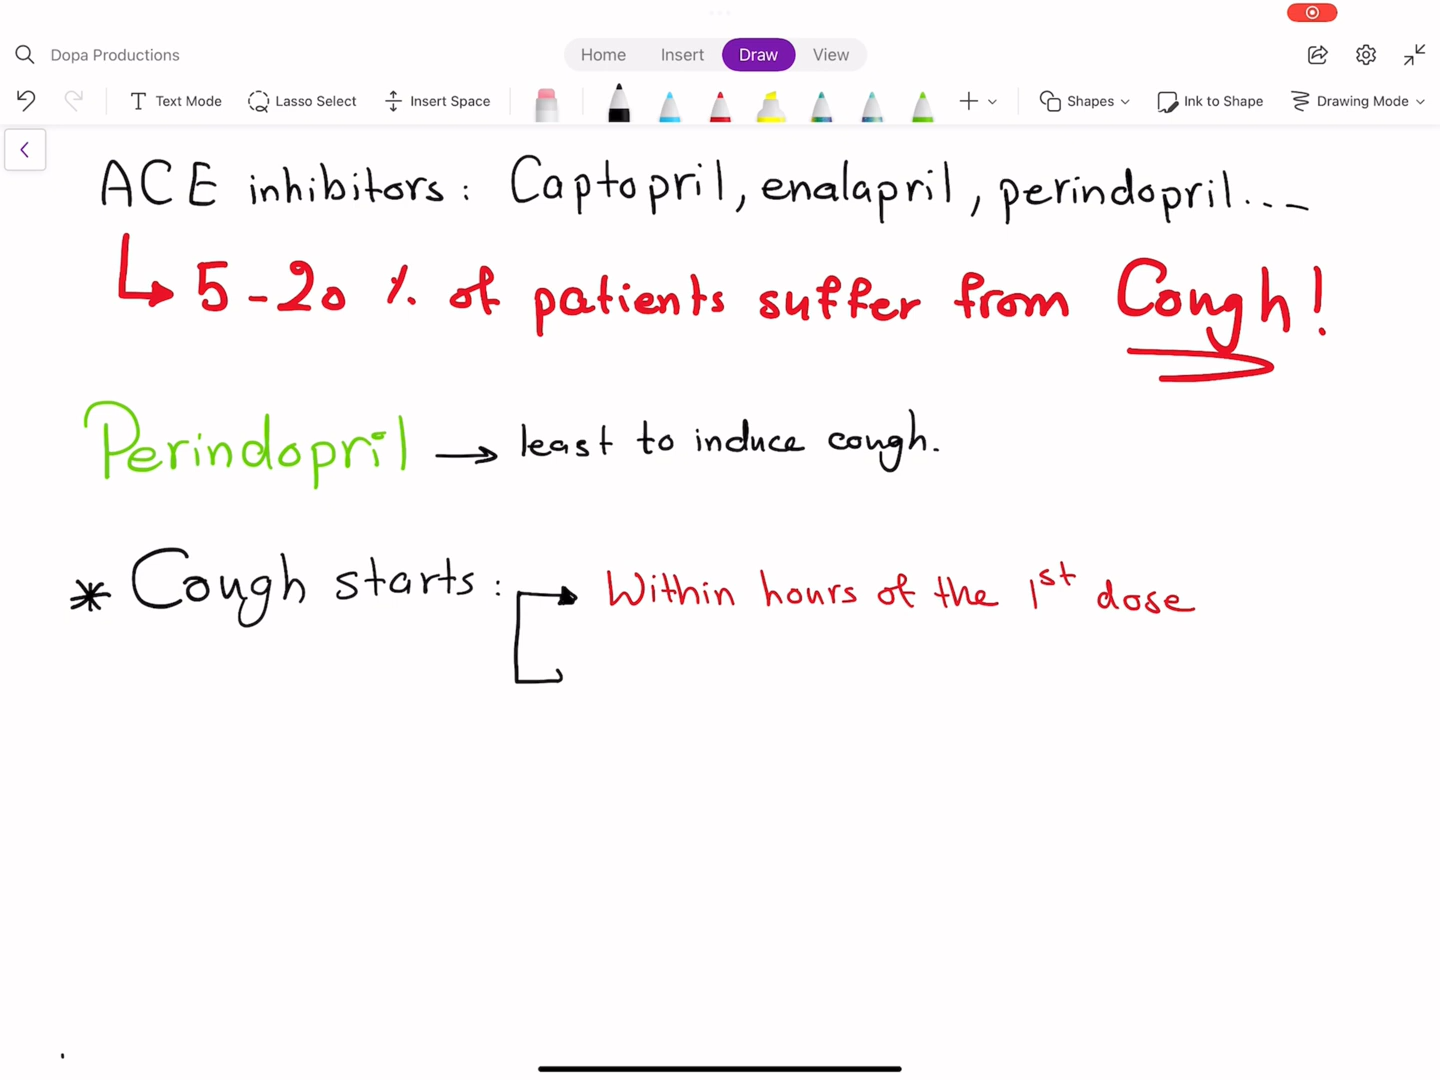 Dopa Productions
Home Insert Draw View
Text Mode Lasso Select Insert Space Shapes Ink to Shape Drawing Mode
ACE inhibitors: Captopril, enalapril, perindopril...
5-20 % of patients suffer from Cough!
Perindopril → least to induce cough.
* Cough starts: → Within hours of the 1st dose